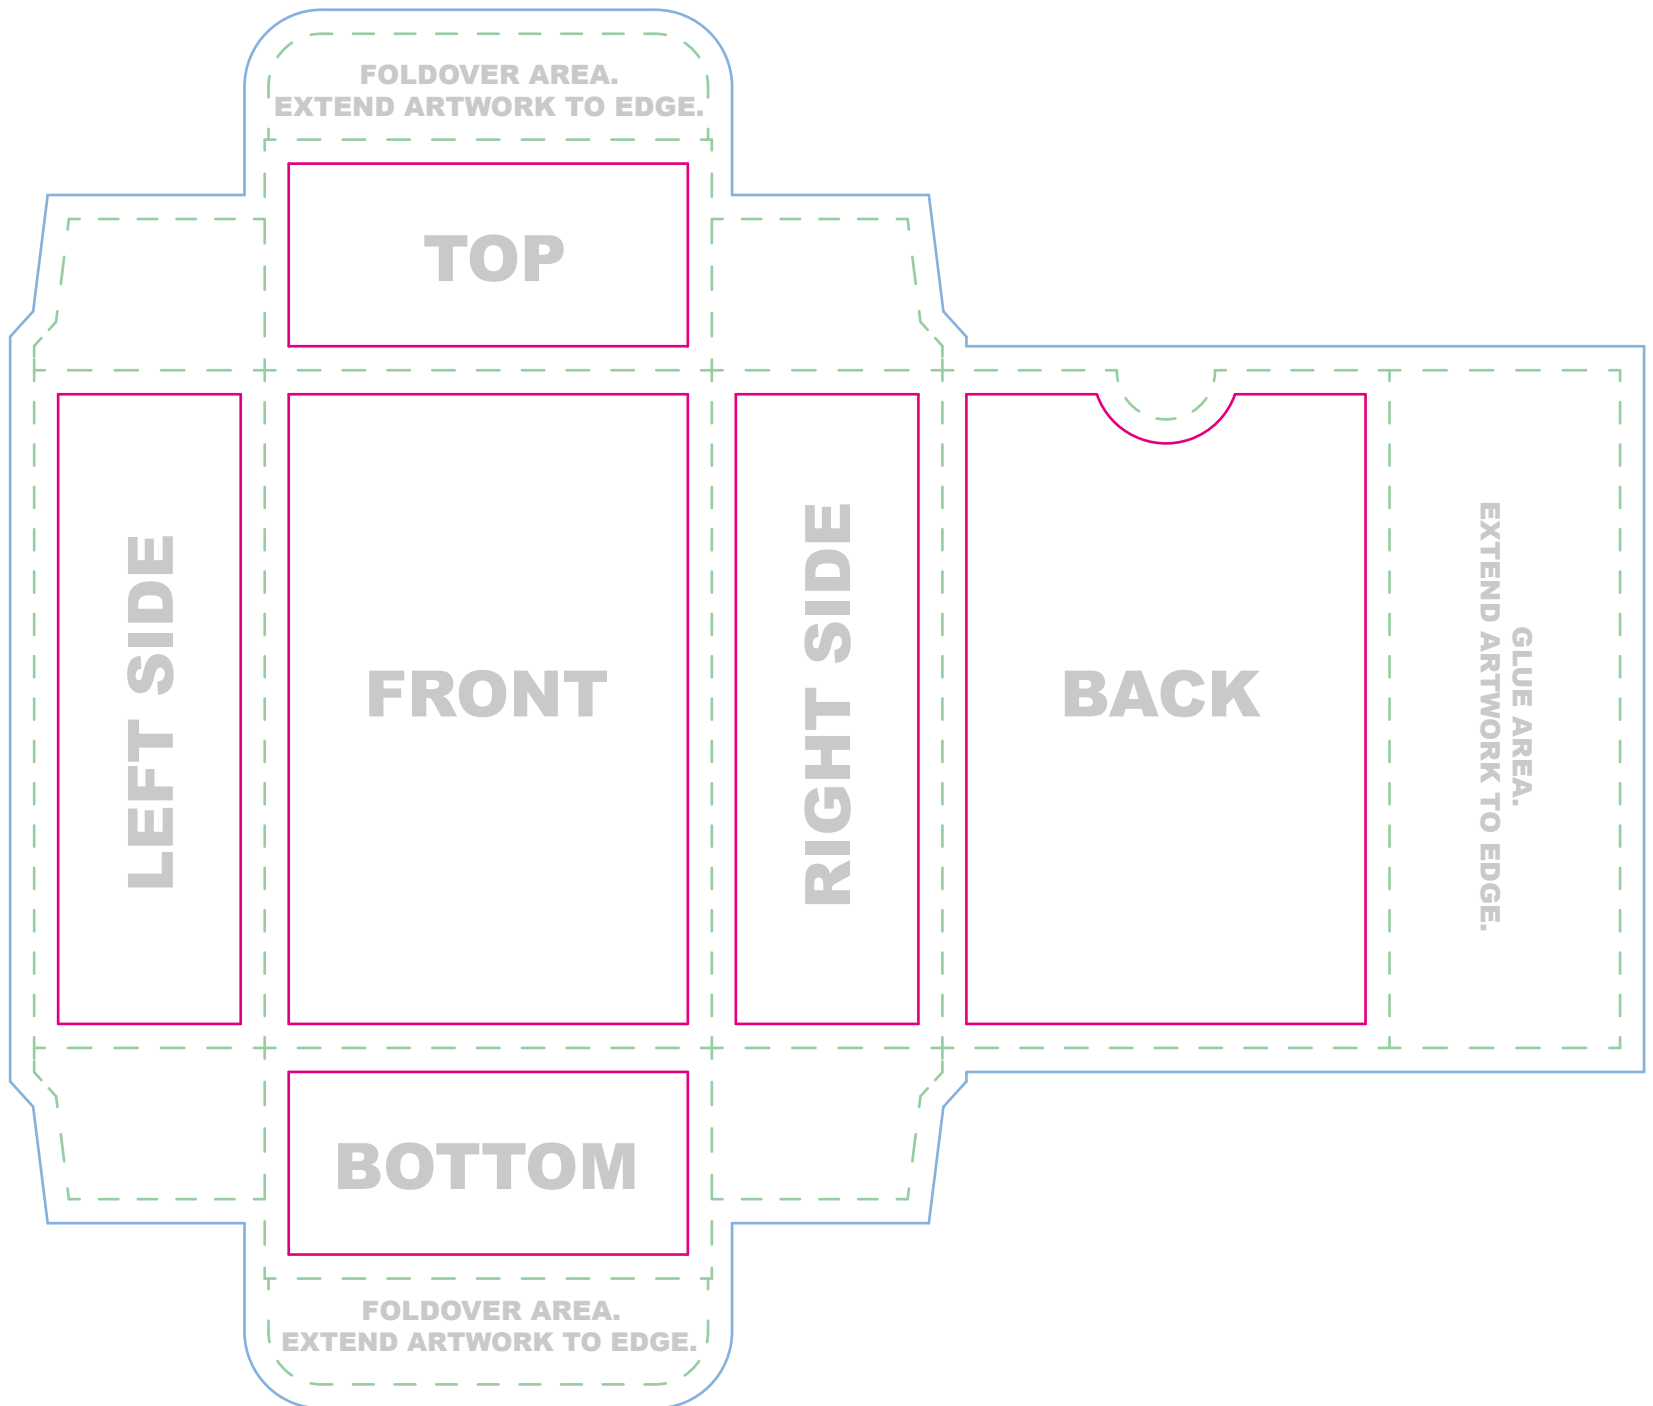 FOLDOVER AREA.
EXTEND ARTWORK TO EDGE.
TOP
LEFT SIDE
FRONT
RIGHT SIDE
BACK
GLUE AREA.
EXTEND ARTWORK TO EDGE.
BOTTOM
FOLDOVER AREA.
EXTEND ARTWORK TO EDGE.